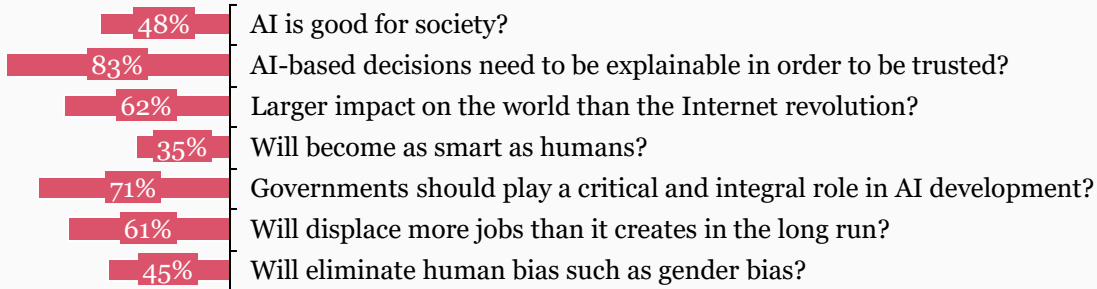 48% AI is good for society?
83% AI-based decisions need to be explainable in order to be trusted?
62% Larger impact on the world than the Internet revolution?
35% Will become as smart as humans?
71% Governments should play a critical and integral role in AI development?
61% Will displace more jobs than it creates in the long run?
45% Will eliminate human bias such as gender bias?